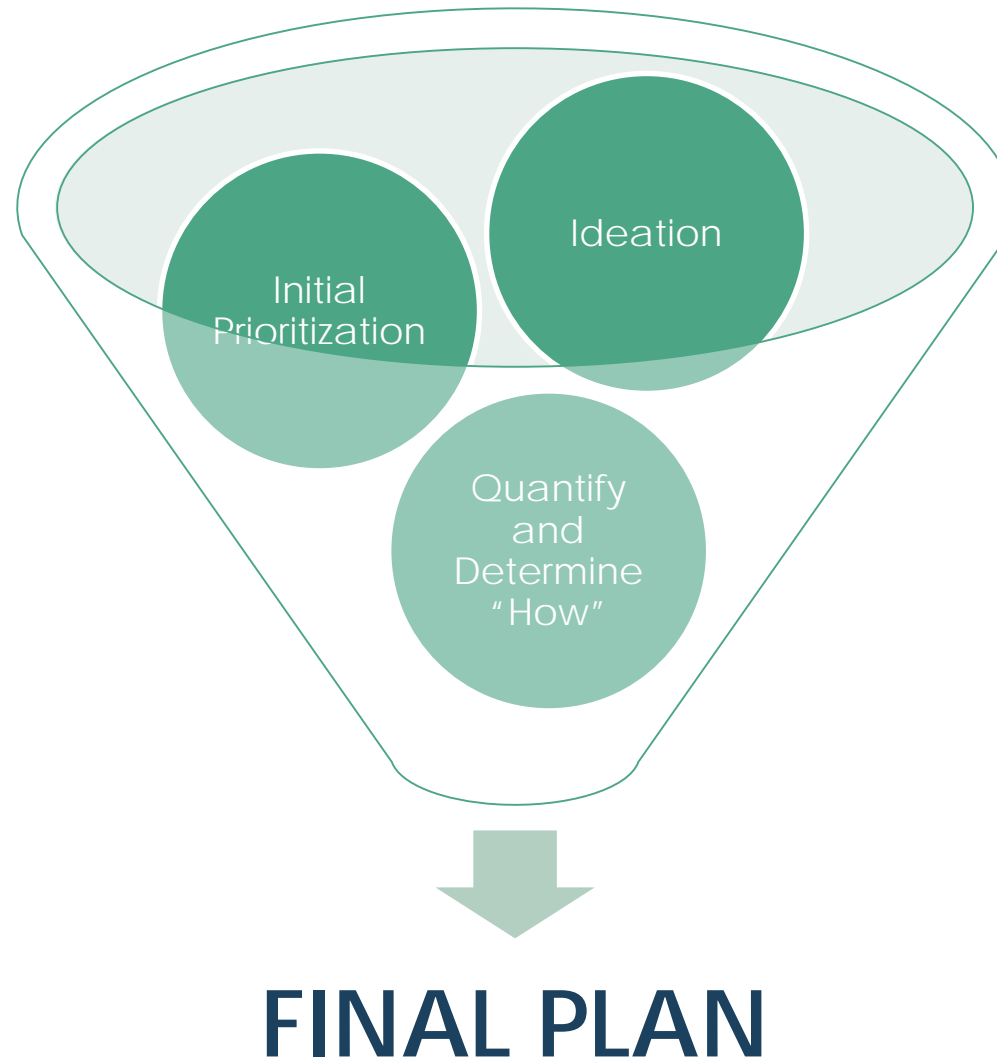 Ideation
Initial
Prioritization
Quantify
and
Determine
“How”
FINAL PLAN